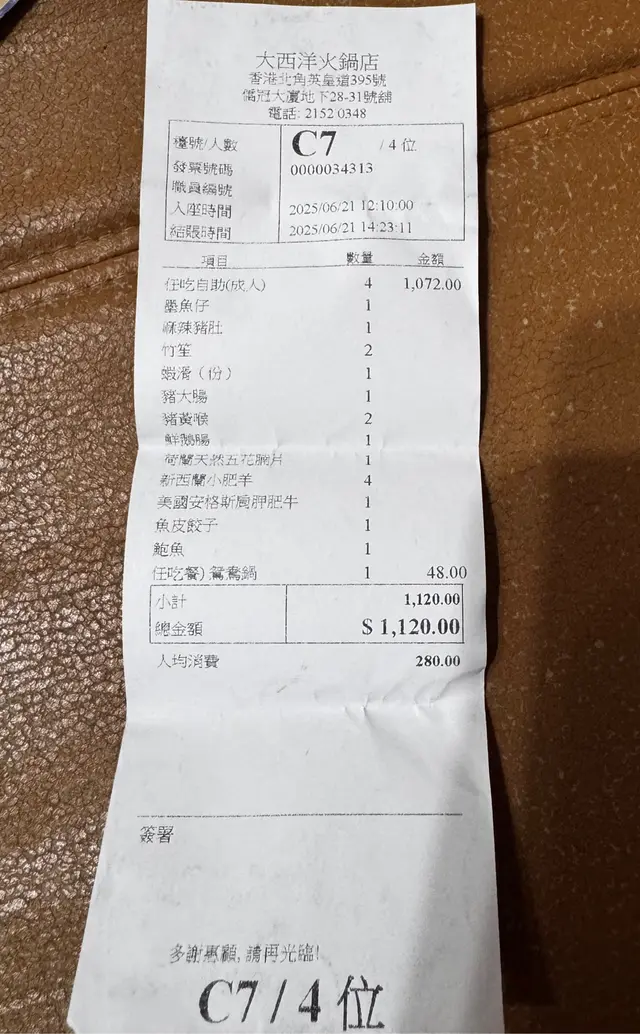 大西洋火鍋店
香港北角英皇道395號
僑冠大廈地下28-31號舖
電話: 2152 0348
檯號/人數 C7 / 4 位
發票號碼 0000034313
職員編號
入座時間 2025/06/21 12:10:00
結賬時間 2025/06/21 14:23:11
項目 數量 金額
任吃自助(成人) 4 1,072.00
墨魚仔 1
麻辣豬肚 1
竹笙 2
蝦滑（份） 1
豬大腸 1
豬黃喉 2
鮮鵝腸 1
荷蘭天然五花腩片 1
新西蘭小肥羊 4
美國安格斯肩胛肥牛 1
魚皮餃子 1
鮑魚 1
任吃餐) 鴛鴦鍋 1 48.00
小計 1,120.00
總金額 $ 1,120.00
人均消費 280.00
簽署
多謝惠顧, 請再光臨!
C7 / 4 位